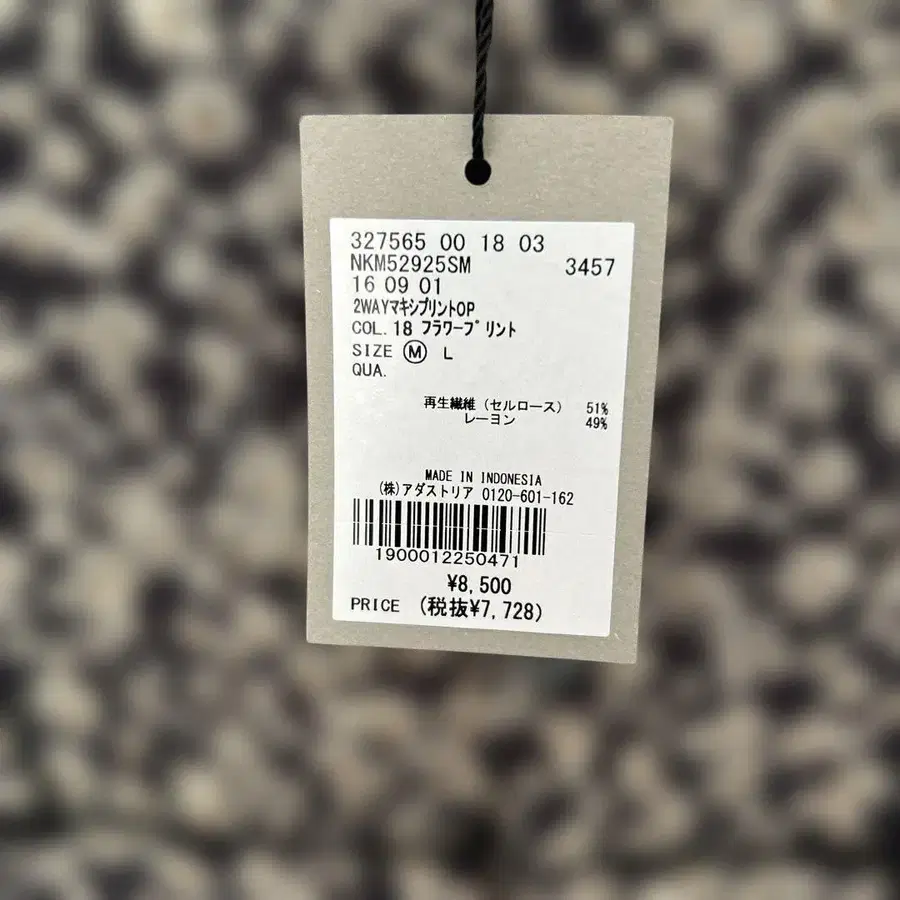 327565 00 18 03
NKM52925SM 3457
16 09 01
2WAYマキシプリントOP
COL.18 フラワープリント
SIZE Ⓜ L
QUA.
再生繊維（セルロース） 51%
レーヨン 49%
MADE IN INDONESIA
(株)アダストリア 0120-601-162
1900012250471
¥8,500
PRICE (税抜¥7,728)